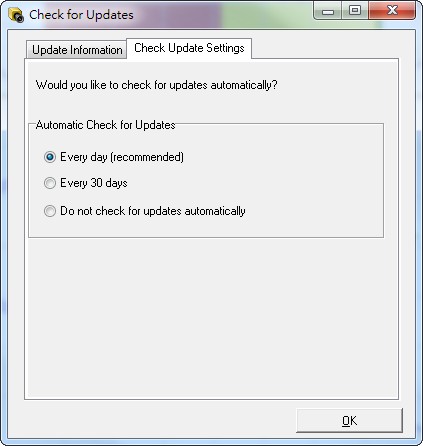 Check for Updates
Update Information
Check Update Settings
Would you like to check for updates automatically?
Automatic Check for Updates
Every day (recommended)
Every 30 days
Do not check for updates automatically
OK